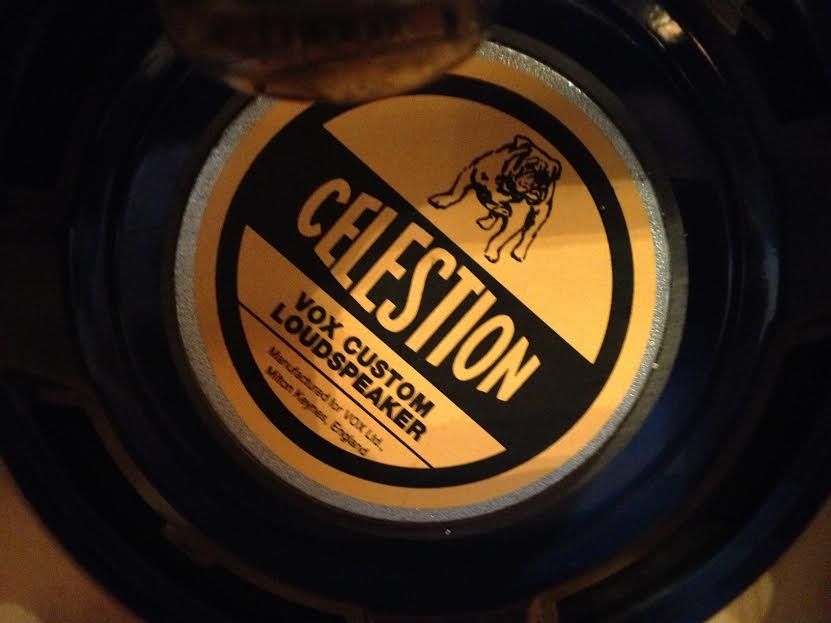 CELESTION
VOX CUSTOM
LOUDSPEAKER
Manufactured for VOX Ltd.,
Milton Keynes, England